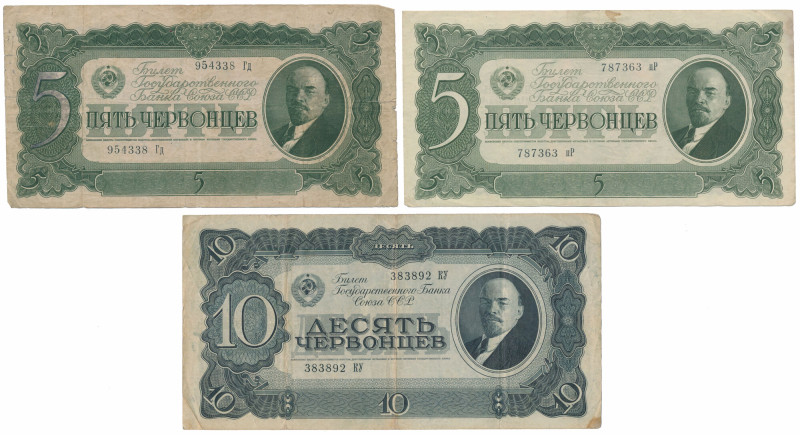 954338 Гд
Билет
Государственного
Банка Союза ССР
5
ПЯТЬ ЧЕРВОНЦЕВ
954338 Гд
5
787363 яР
Билет
Государственного
Банка Союза ССР
5
ПЯТЬ ЧЕРВОНЦЕВ
787363 яР
5
10 ДЕСЯТЬ 10
383892 КУ
Билет
Государственного Банка
Союза ССР
10
ДЕСЯТЬ
ЧЕРВОНЦЕВ
383892 КУ
10 10 10